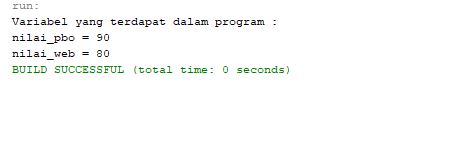 run:
Variabel yang terdapat dalam program :
nilai_pbo = 90
nilai_web = 80
BUILD SUCCESSFUL (total time: 0 seconds)